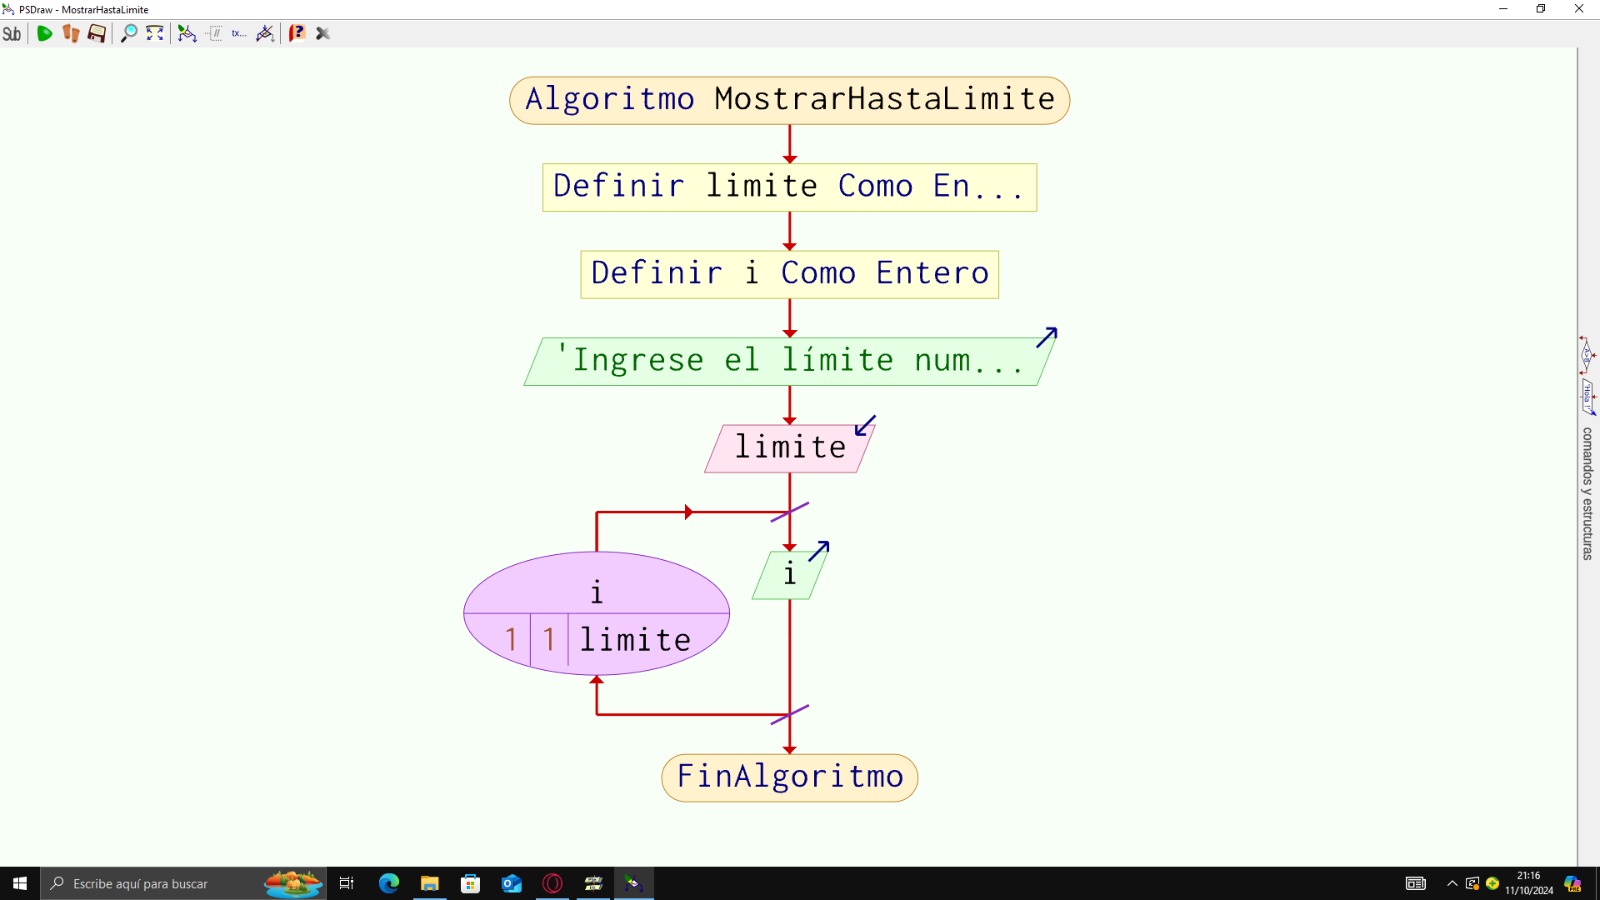 PSDraw - MostrarHastaLimite
Sub
tx...
Algoritmo MostrarHastaLimite
Definir limite Como En...
Definir i Como Entero
'Ingrese el límite num...
limite
i
i
1 1 limite
FinAlgoritmo
comandos y estructuras
Escribe aquí para buscar
21:16
11/10/2024